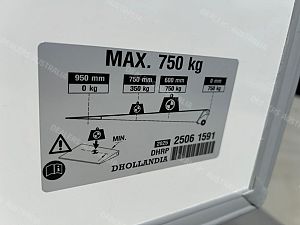 MAX. 750 kg
950 mm 750 mm 600 mm 0 mm
0 kg 350 kg 750 kg 750 kg
MIN.
2506 1591
DHRP
DHOLLANDIA